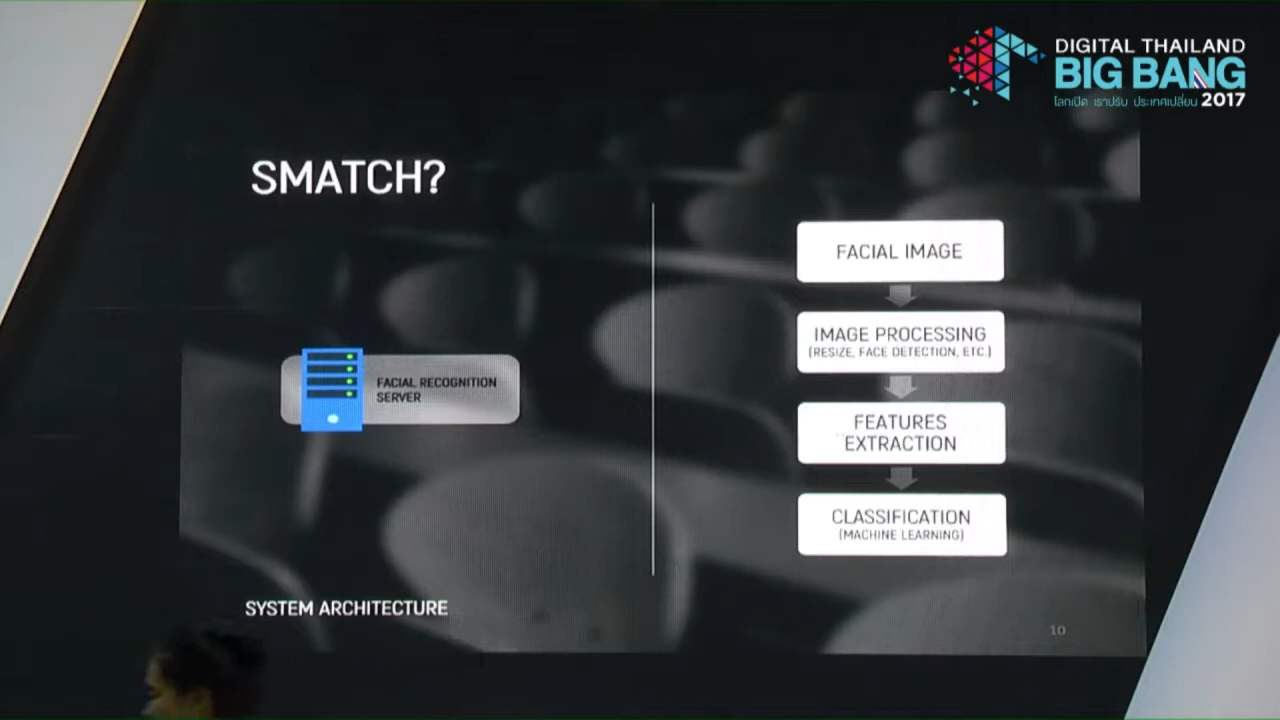 DIGITAL THAILAND
BIG BANG
โลกเปิด เราปรับ ประเทศเปลี่ยน 2017
SMATCH?
FACIAL RECOGNITION
SERVER
SYSTEM ARCHITECTURE
FACIAL IMAGE
IMAGE PROCESSING
(RESIZE, FACE DETECTION, ETC.)
FEATURES
EXTRACTION
CLASSIFICATION
(MACHINE LEARNING)
10